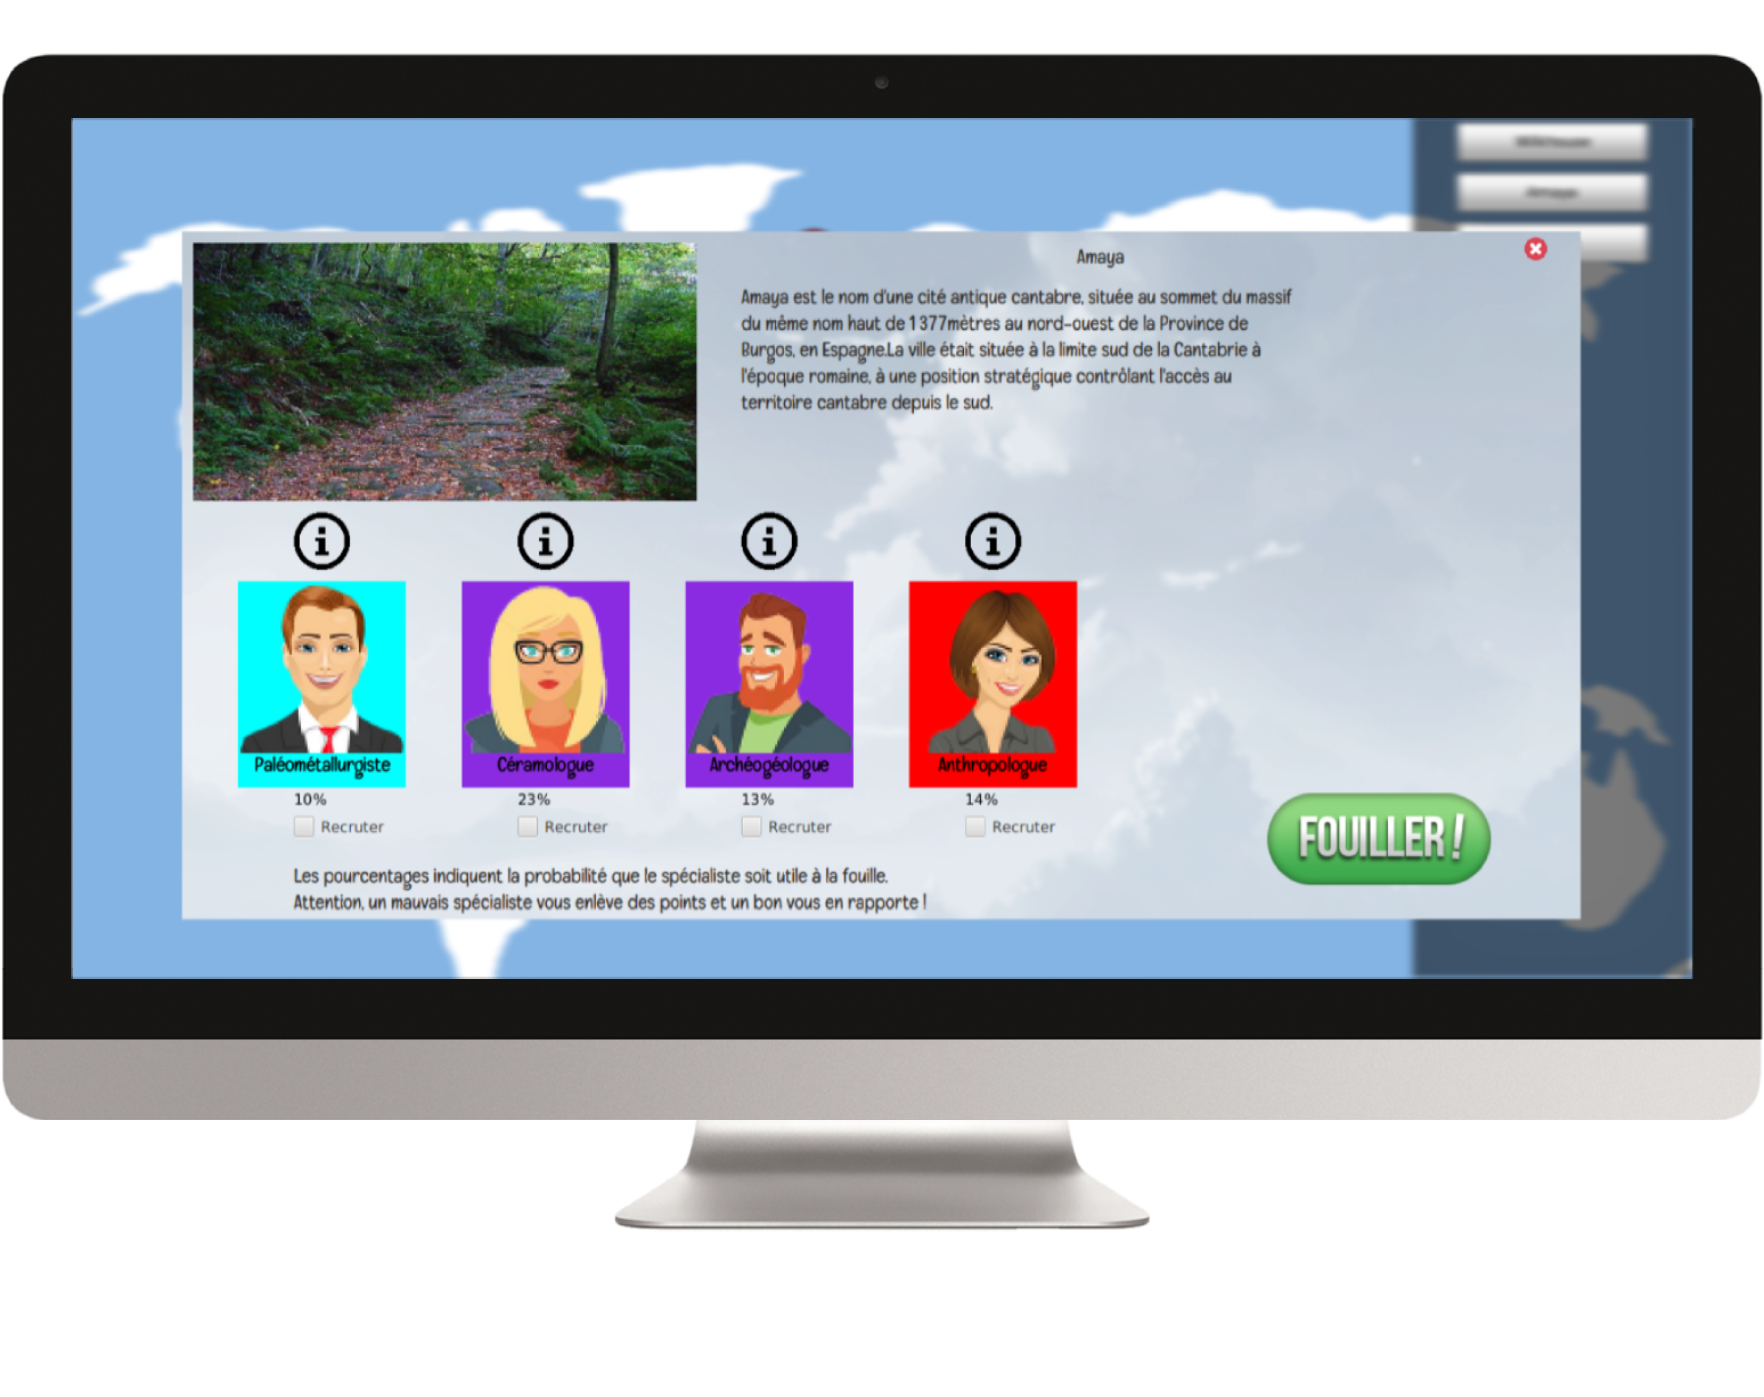 Amaya
Amaya est le nom d'une cité antique cantabre, située au sommet du massif
du même nom haut de 1377mètres au nord-ouest de la Province de
Burgos, en Espagne.La ville était située à la limite sud de la Cantabrie à
l'époque romaine, à une position stratégique contrôlant l'accès au
territoire cantabre depuis le sud.
Paléométallurgiste
Céramologue
Archéogéologue
Anthropologue
10%
23%
13%
14%
Recruter
Recruter
Recruter
Recruter
FOUILLER !
Les pourcentages indiquent la probabilité que le spécialiste soit utile à la fouille.
Attention, un mauvais spécialiste vous enlève des points et un bon vous en rapporte !